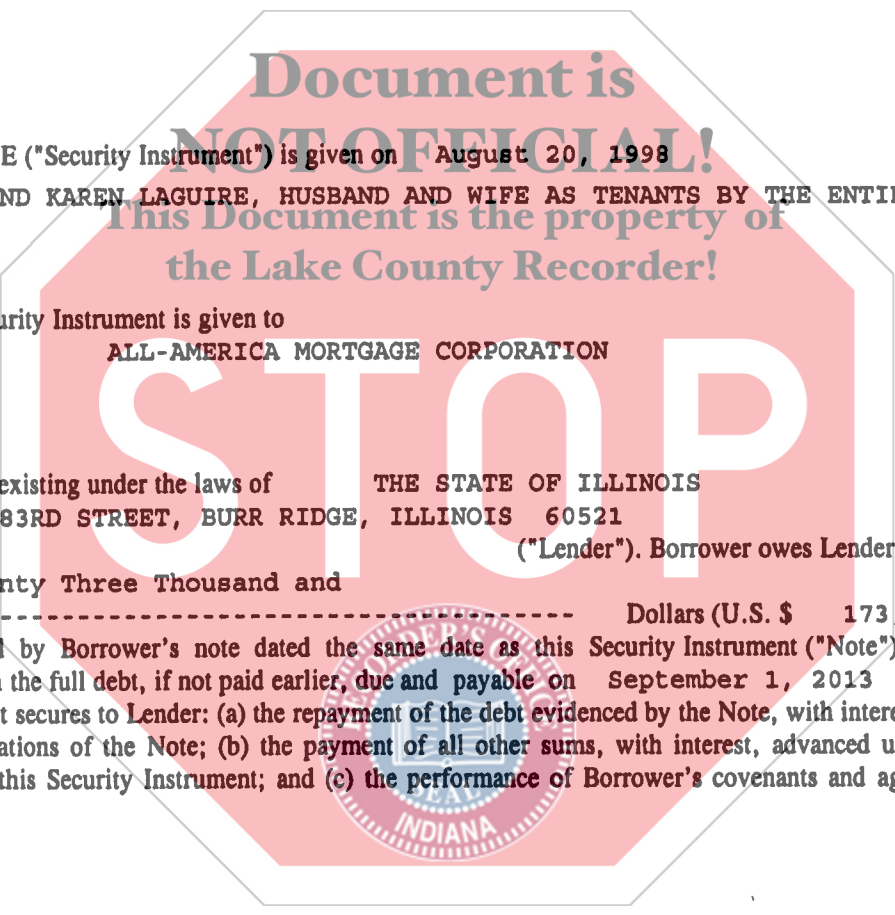 Document is
NOT OFFICIAL!
E ("Security Instrument") is given on August 20, 1998
ND KAREN LAGUIRE, HUSBAND AND WIFE AS TENANTS BY THE ENTI
This Document is the property of
the Lake County Recorder!
urity Instrument is given to
ALL-AMERICA MORTGAGE CORPORATION
STOP
existing under the laws of THE STATE OF ILLINOIS
83RD STREET, BURR RIDGE, ILLINOIS 60521
("Lender"). Borrower owes Lender
nty Three Thousand and
------------------------------------------ Dollars (U.S. $ 173,
d by Borrower's note dated the same date as this Security Instrument ("Note")
the full debt, if not paid earlier, due and payable on September 1, 2013
t secures to Lender: (a) the repayment of the debt evidenced by the Note, with intere
ations of the Note; (b) the payment of all other sums, with interest, advanced u
this Security Instrument; and (c) the performance of Borrower's covenants and ag
RECORDER'S OFFICE
SEAL
INDIANA